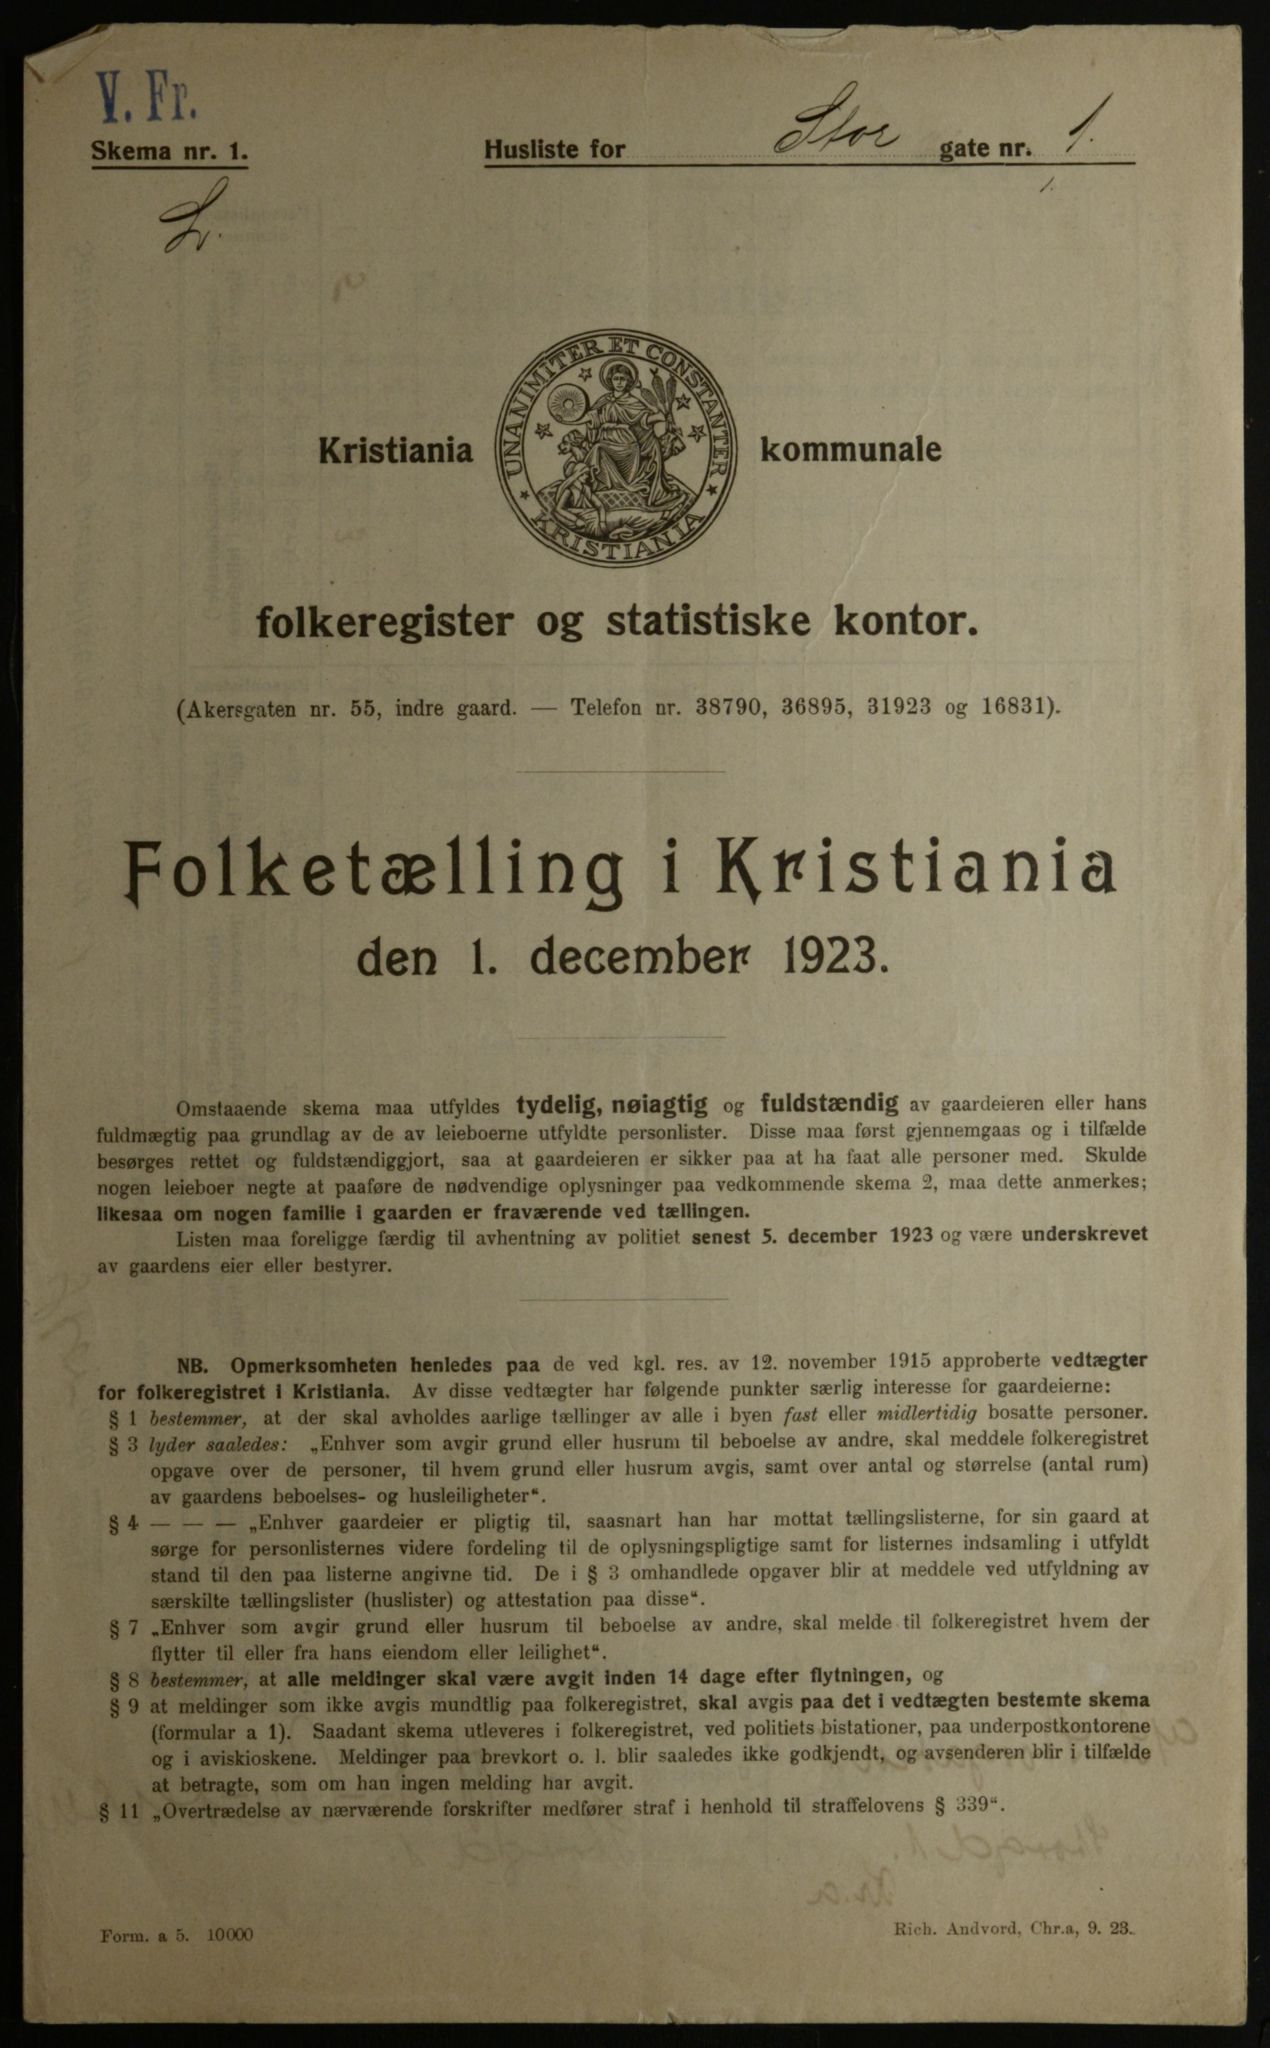 V. Fr.
Skema nr. 1.
Husliste for Stor gate nr. 1.
L.
UNANIMITER ET CONSTANTER
KRISTIANIA
Kristiania kommunale
folkeregister og statistiske kontor.
(Akersgaten nr. 55, indre gaard. — Telefon nr. 38790, 36895, 31923 og 16831).
Folketælling i Kristiania
den 1. december 1923.
Omstaaende skema maa utfyldes tydelig, nøiagtig og fuldstændig av gaardeieren eller hans
fuldmægtig paa grundlag av de av leieboerne utfyldte personlister. Disse maa først gjennemgaas og i tilfælde
besørges rettet og fuldstændiggjort, saa at gaardeieren er sikker paa at ha faat alle personer med. Skulde
nogen leieboer negte at paaføre de nødvendige oplysninger paa vedkommende skema 2, maa dette anmerkes;
likesaa om nogen familie i gaarden er fraværende ved tællingen.
Listen maa foreligge færdig til avhentning av politiet senest 5. december 1923 og være underskrevet
av gaardens eier eller bestyrer.
NB. Opmerksomheten henledes paa de ved kgl. res. av 12. november 1915 approberte vedtægter
for folkeregistret i Kristiania. Av disse vedtægter har følgende punkter særlig interesse for gaardeierne:
§ 1 bestemmer, at der skal avholdes aarlige tællinger av alle i byen fast eller midlertidig bosatte personer.
§ 3 lyder saaledes: „Enhver som avgir grund eller husrum til beboelse av andre, skal meddele folkeregistret
opgave over de personer, til hvem grund eller husrum avgis, samt over antal og størrelse (antal rum)
av gaardens beboelses- og husleiligheter“.
§ 4 — — — „Enhver gaardeier er pligtig til, saasnart han har mottat tællingslisterne, for sin gaard at
sørge for personlisternes videre fordeling til de oplysningspligtige samt for listernes indsamling i utfyldt
stand til den paa listerne angivne tid. De i § 3 omhandlede opgaver blir at meddele ved utfyldning av
særskilte tællingslister (huslister) og attestation paa disse“.
§ 7 „Enhver som avgir grund eller husrum til beboelse av andre, skal melde til folkeregistret hvem der
flytter til eller fra hans eiendom eller leilighet“.
§ 8 bestemmer, at alle meldinger skal være avgit inden 14 dage efter flytningen, og
§ 9 at meldinger som ikke avgis mundtlig paa folkeregistret, skal avgis paa det i vedtægten bestemte skema
(formular a 1). Saadant skema utleveres i folkeregistret, ved politiets bistationer, paa underpostkontorene
og i aviskioskene. Meldinger paa brevkort o. l. blir saaledes ikke godkjendt, og avsenderen blir i tilfælde
at betragte, som om han ingen melding har avgit.
§ 11 „Overtrædelse av nærværende forskrifter medfører straf i henhold til straffelovens § 339“.
Form. a 5. 10000
Rich. Andvord, Chr.a, 9. 23.